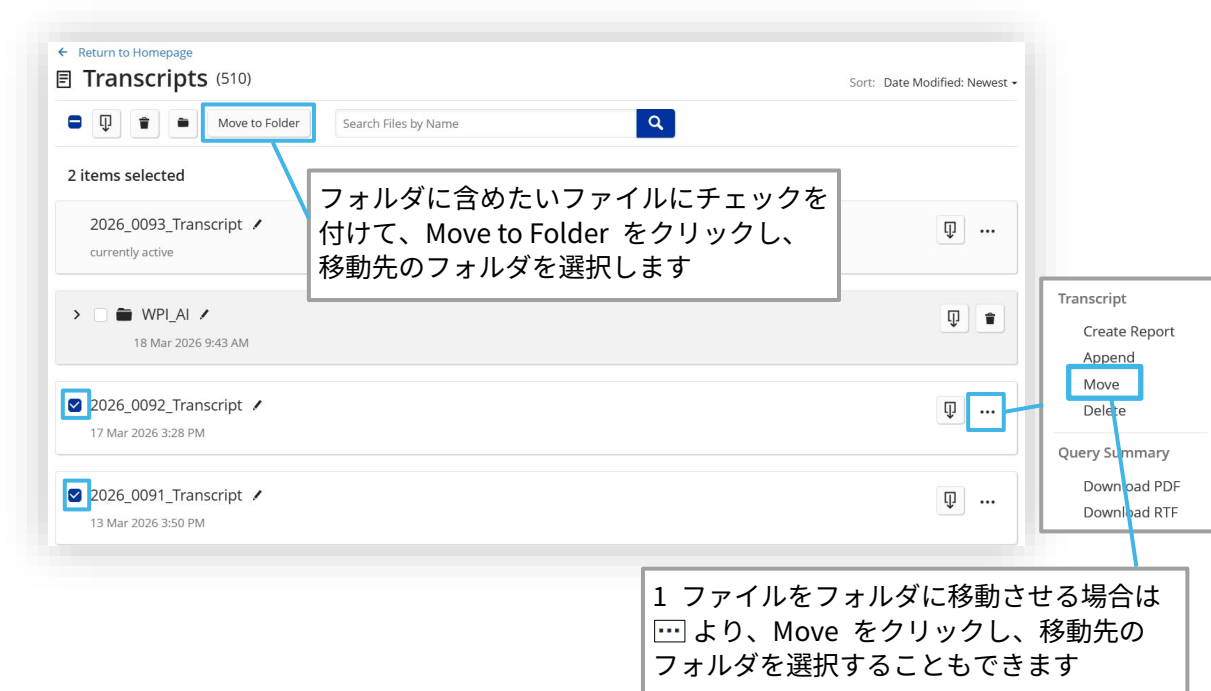 ← Return to Homepage
Transcripts (510)
Sort: Date Modified: Newest
Move to Folder
Search Files by Name
2 items selected
フォルダに含めたいファイルにチェックを
付けて、Move to Folder をクリックし、
移動先のフォルダを選択します
2026_0093_Transcript
currently active
WPI_AI
18 Mar 2026 9:43 AM
2026_0092_Transcript
17 Mar 2026 3:28 PM
2026_0091_Transcript
13 Mar 2026 3:50 PM
Transcript
Create Report
Append
Move
Delete
Query Summary
Download PDF
Download RTF
1 ファイルをフォルダに移動させる場合は
… より、Move をクリックし、移動先の
フォルダを選択することもできます